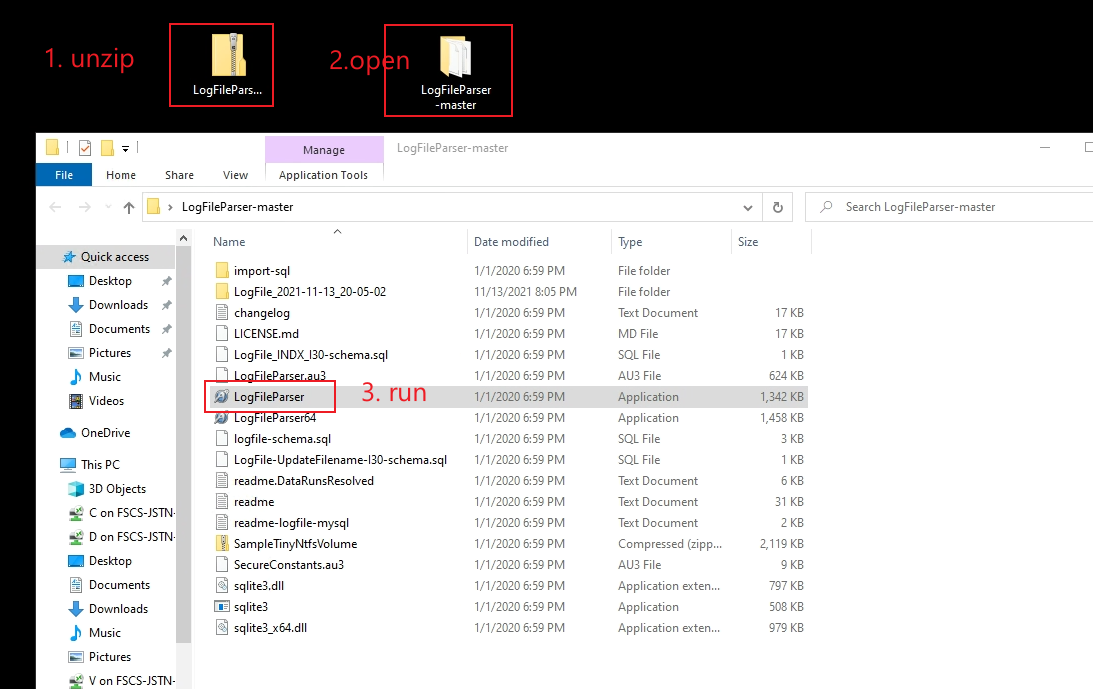 1. unzip
2.open
LogFilePars...
LogFileParser
-master
Manage
LogFileParser-master
File
Home
Share
View
Application Tools
LogFileParser-master
Search LogFileParser-master
Name
Date modified
Type
Size
Quick access
Desktop
Downloads
Documents
Pictures
Music
Videos
OneDrive
This PC
3D Objects
C on FSCS-JSTN-
D on FSCS-JSTN-
Desktop
Documents
Downloads
Music
Pictures
V on FSCS-JSTN-
import-sql 1/1/2020 6:59 PM File folder
LogFile_2021-11-13_20-05-02 11/13/2021 8:05 PM File folder
changelog 1/1/2020 6:59 PM Text Document 17 KB
LICENSE.md 1/1/2020 6:59 PM MD File 17 KB
LogFile_INDX_I30-schema.sql 1/1/2020 6:59 PM SQL File 1 KB
LogFileParser.au3 1/1/2020 6:59 PM AU3 File 624 KB
LogFileParser 1/1/2020 6:59 PM Application 1,342 KB
3. run
LogFileParser64 1/1/2020 6:59 PM Application 1,458 KB
logfile-schema.sql 1/1/2020 6:59 PM SQL File 3 KB
LogFile-UpdateFilename-I30-schema.sql 1/1/2020 6:59 PM SQL File 1 KB
readme.DataRunsResolved 1/1/2020 6:59 PM Text Document 6 KB
readme 1/1/2020 6:59 PM Text Document 31 KB
readme-logfile-mysql 1/1/2020 6:59 PM Text Document 2 KB
SampleTinyNtfsVolume 1/1/2020 6:59 PM Compressed (zipp... 2,119 KB
SecureConstants.au3 1/1/2020 6:59 PM AU3 File 9 KB
sqlite3.dll 1/1/2020 6:59 PM Application exten... 797 KB
sqlite3 1/1/2020 6:59 PM Application 508 KB
sqlite3_x64.dll 1/1/2020 6:59 PM Application exten... 979 KB